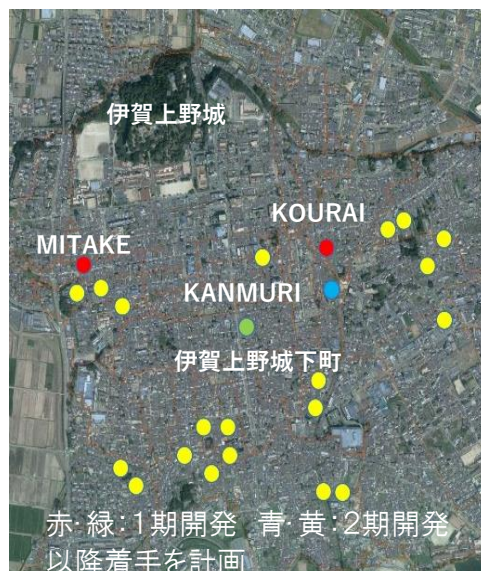 伊賀上野城
KOURAI
MITAKE
KANMURI
伊賀上野城下町
赤・緑：1期開発　青・黄：2期開発
以降着手を計画